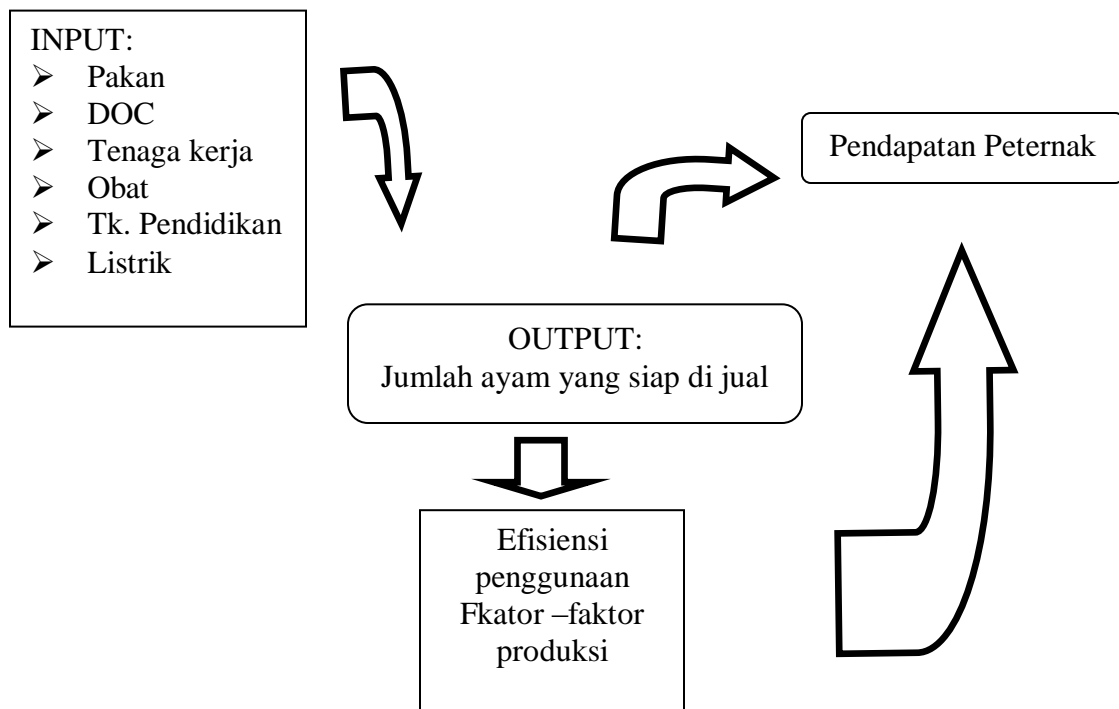 INPUT:
➢ Pakan
➢ DOC
➢ Tenaga kerja
➢ Obat
➢ Tk. Pendidikan
➢ Listrik
Pendapatan Peternak
OUTPUT:
Jumlah ayam yang siap di jual
Efisiensi
penggunaan
Fkator –faktor
produksi